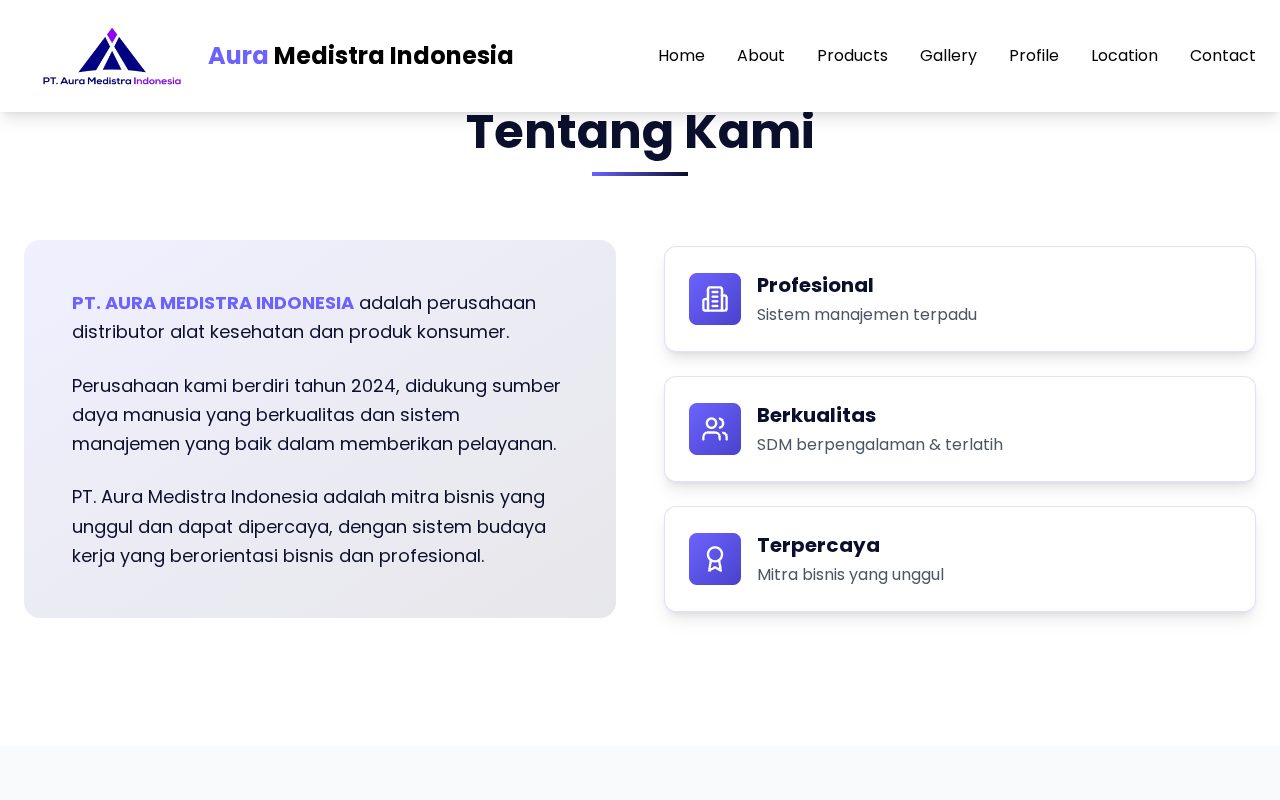 PT. Aura Medistra Indonesia
Aura Medistra Indonesia
Home
About
Products
Gallery
Profile
Location
Contact
Tentang Kami
PT. AURA MEDISTRA INDONESIA adalah perusahaan
distributor alat kesehatan dan produk konsumer.
Perusahaan kami berdiri tahun 2024, didukung sumber
daya manusia yang berkualitas dan sistem
manajemen yang baik dalam memberikan pelayanan.
PT. Aura Medistra Indonesia adalah mitra bisnis yang
unggul dan dapat dipercaya, dengan sistem budaya
kerja yang berorientasi bisnis dan profesional.
Profesional
Sistem manajemen terpadu
Berkualitas
SDM berpengalaman & terlatih
Terpercaya
Mitra bisnis yang unggul